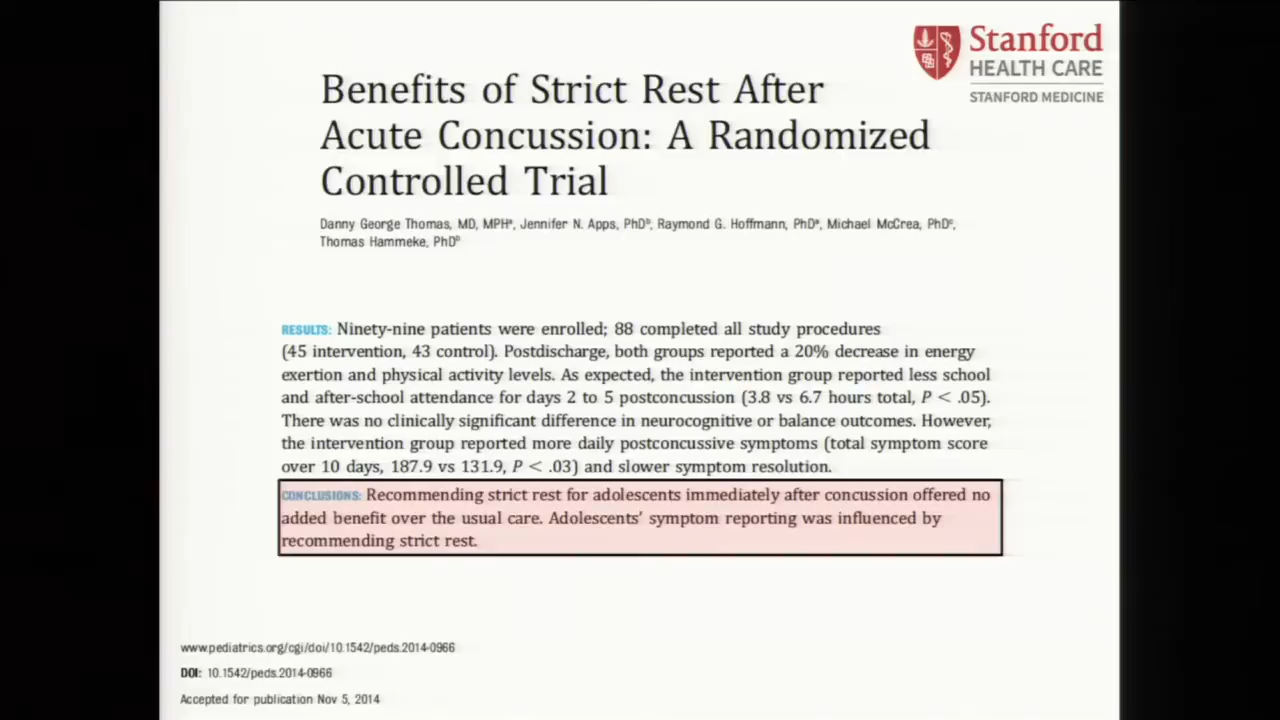 Stanford
HEALTH CARE
STANFORD MEDICINE
Benefits of Strict Rest After
Acute Concussion: A Randomized
Controlled Trial
Danny George Thomas, MD, MPHᵃ, Jennifer N. Apps, PhDᵇ, Raymond G. Hoffmann, PhDᵃ, Michael McCrea, PhDᶜ,
Thomas Hammeke, PhDᵇ
RESULTS: Ninety-nine patients were enrolled; 88 completed all study procedures
(45 intervention, 43 control). Postdischarge, both groups reported a 20% decrease in energy
exertion and physical activity levels. As expected, the intervention group reported less school
and after-school attendance for days 2 to 5 postconcussion (3.8 vs 6.7 hours total, P < .05).
There was no clinically significant difference in neurocognitive or balance outcomes. However,
the intervention group reported more daily postconcussive symptoms (total symptom score
over 10 days, 187.9 vs 131.9, P < .03) and slower symptom resolution.
CONCLUSIONS: Recommending strict rest for adolescents immediately after concussion offered no
added benefit over the usual care. Adolescents' symptom reporting was influenced by
recommending strict rest.
www.pediatrics.org/cgi/doi/10.1542/peds.2014-0966
DOI: 10.1542/peds.2014-0966
Accepted for publication Nov 5, 2014